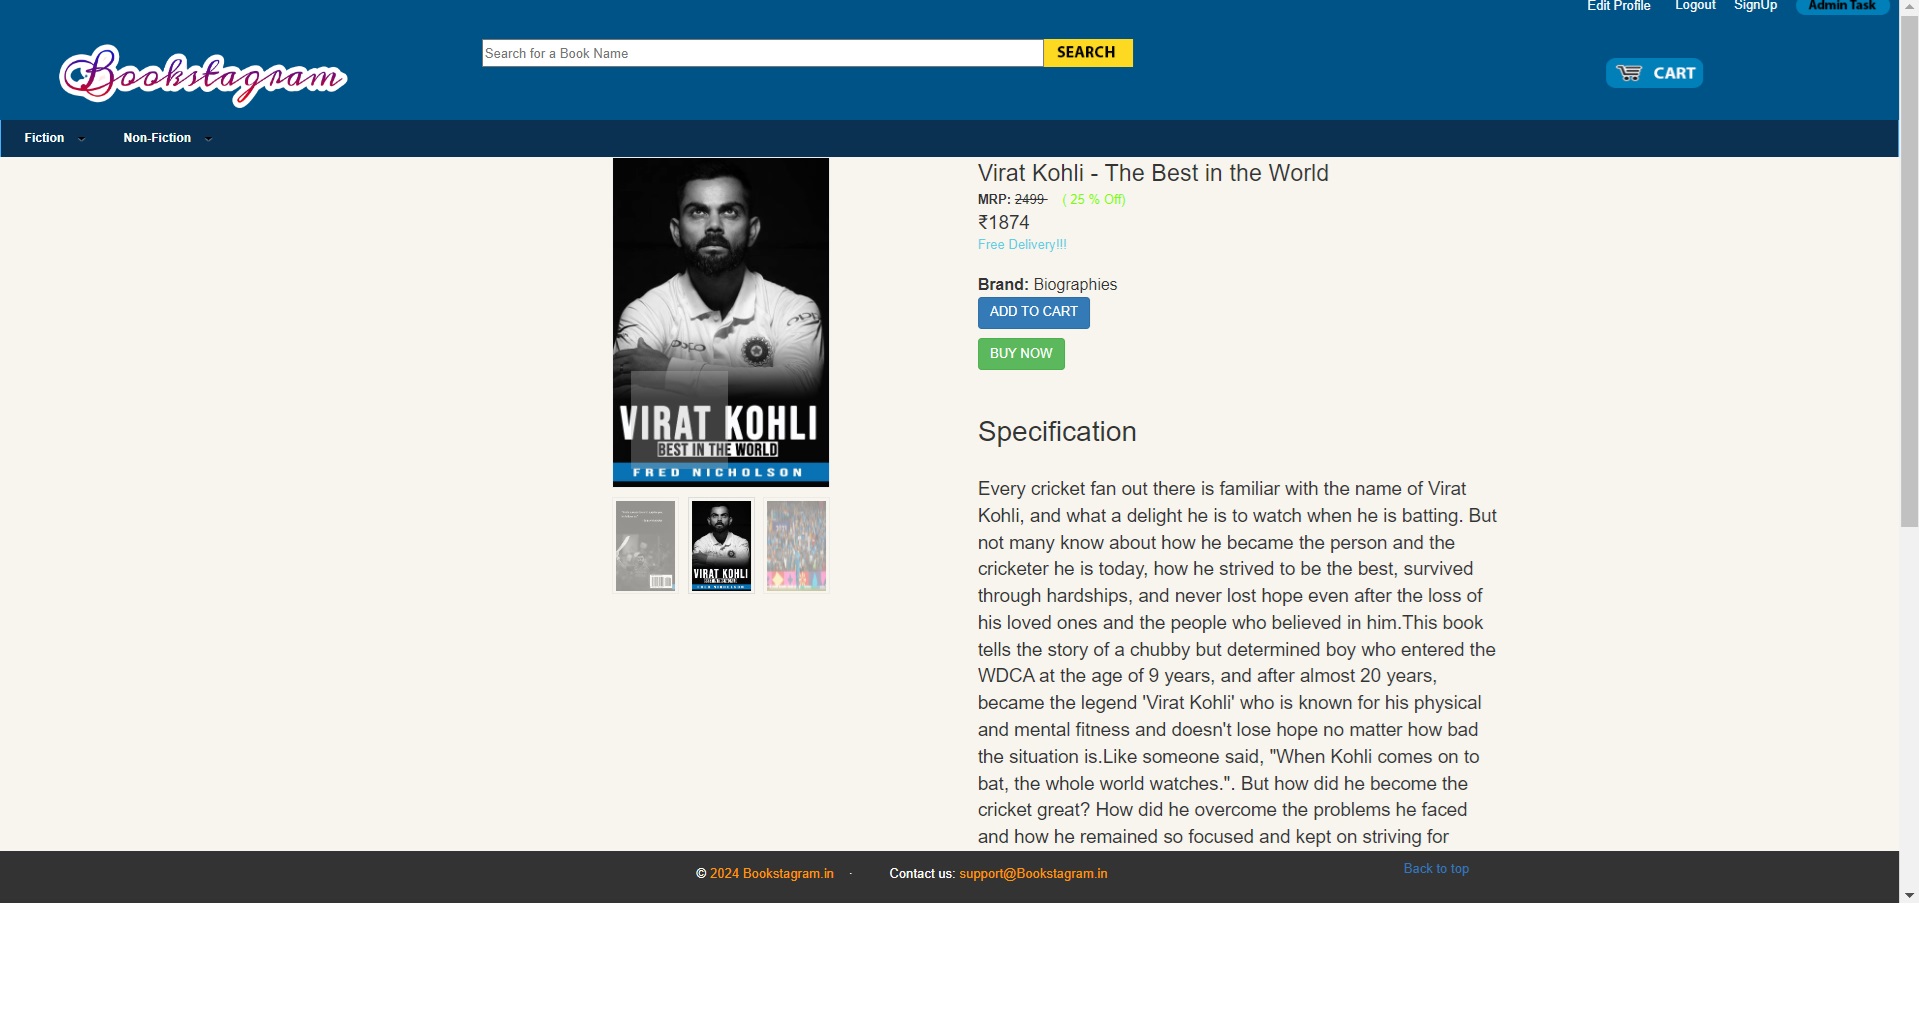 Edit Profile Logout SignUp Admin Task
Search for a Book Name SEARCH
Bookstagram
CART
Fiction Non-Fiction
Virat Kohli - The Best in the World
MRP: 2499 ( 25 % Off)
₹1874
Free Delivery!!!
Brand: Biographies
ADD TO CART
BUY NOW
oppo
VIRAT KOHLI
BEST IN THE WORLD
FRED NICHOLSON
VIRAT KOHLI
Specification
Every cricket fan out there is familiar with the name of Virat
Kohli, and what a delight he is to watch when he is batting. But
not many know about how he became the person and the
cricketer he is today, how he strived to be the best, survived
through hardships, and never lost hope even after the loss of
his loved ones and the people who believed in him.This book
tells the story of a chubby but determined boy who entered the
WDCA at the age of 9 years, and after almost 20 years,
became the legend 'Virat Kohli' who is known for his physical
and mental fitness and doesn't lose hope no matter how bad
the situation is.Like someone said, "When Kohli comes on to
bat, the whole world watches.". But how did he become the
cricket great? How did he overcome the problems he faced
and how he remained so focused and kept on striving for
© 2024 Bookstagram.in · Contact us: support@Bookstagram.in Back to top